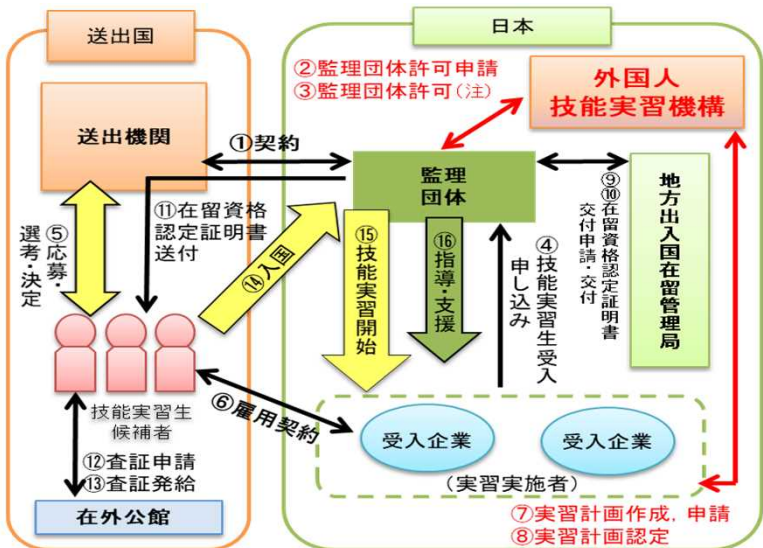 送出国
日本
送出機関
①契約
②監理団体許可申請
③監理団体許可(注)
外国人
技能実習機構
監理
団体
⑤応募・
選考・決定
⑪在留資格
認定証明書
送付
⑭入国
⑮技能実習開始
⑯指導・支援
④技能実習生受入
申し込み
⑨⑩在留資格認定証明書
交付申請・交付
地方出入国在留管理局
技能実習生
候補者
⑥雇用契約
受入企業
受入企業
(実習実施者)
⑫査証申請
⑬査証発給
在外公館
⑦実習計画作成, 申請
⑧実習計画認定